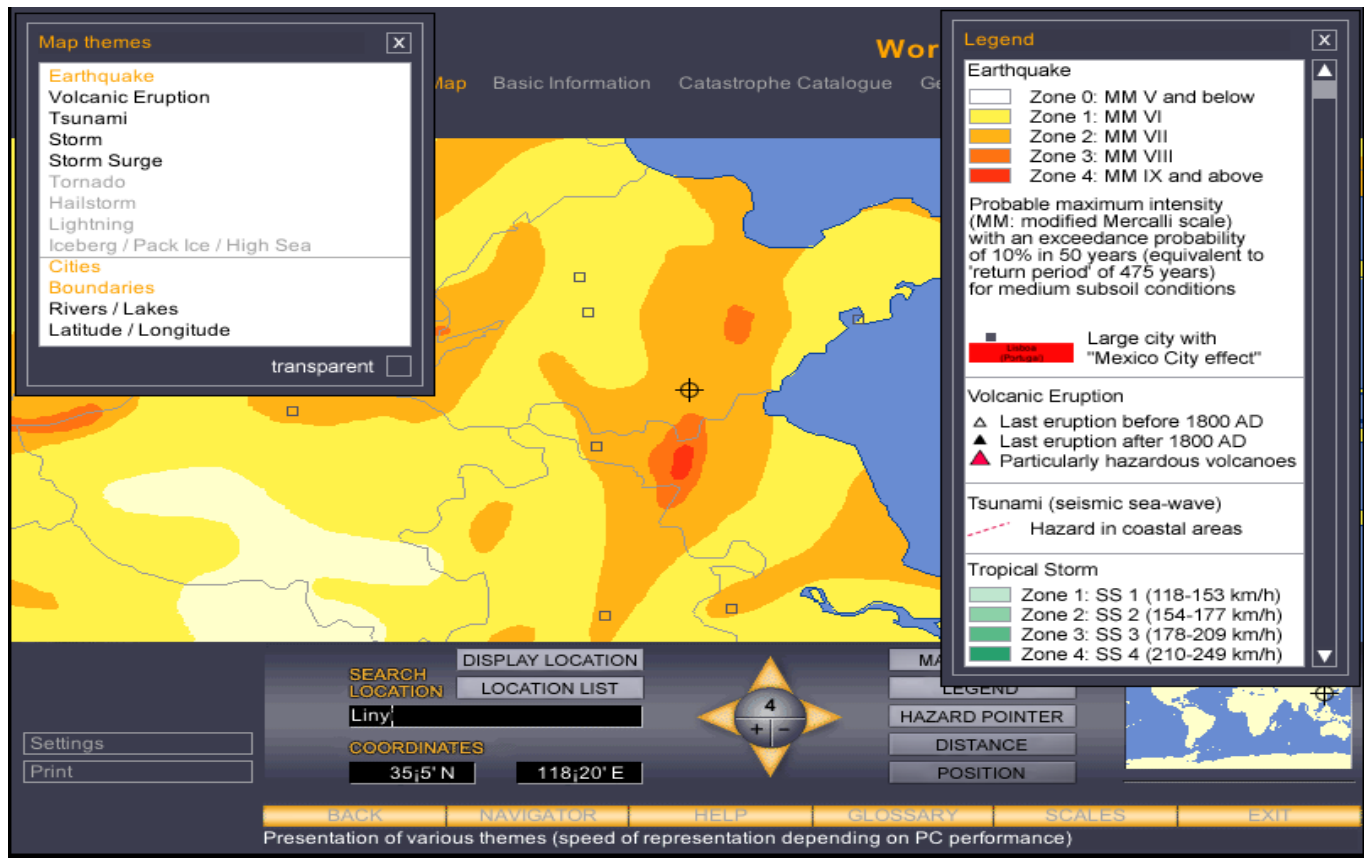 Map themes
X
Earthquake
Volcanic Eruption
Tsunami
Storm
Storm Surge
Tornado
Hailstorm
Lightning
Iceberg / Pack Ice / High Sea
Cities
Boundaries
Rivers / Lakes
Latitude / Longitude
transparent
Wor
Map Basic Information Catastrophe Catalogue Ge
Legend
X
Earthquake
Zone 0: MM V and below
Zone 1: MM VI
Zone 2: MM VII
Zone 3: MM VIII
Zone 4: MM IX and above
Probable maximum intensity
(MM: modified Mercalli scale)
with an exceedance probability
of 10% in 50 years (equivalent to
'return period' of 475 years)
for medium subsoil conditions
Lisboa
(Portugal)
Large city with
"Mexico City effect"
Volcanic Eruption
Last eruption before 1800 AD
Last eruption after 1800 AD
Particularly hazardous volcanoes
Tsunami (seismic sea-wave)
Hazard in coastal areas
Tropical Storm
Zone 1: SS 1 (118-153 km/h)
Zone 2: SS 2 (154-177 km/h)
Zone 3: SS 3 (178-209 km/h)
Zone 4: SS 4 (210-249 km/h)
SEARCH
LOCATION
DISPLAY LOCATION
LOCATION LIST
Liny
COORDINATES
35¡5' N 118¡20' E
4
+ −
MA
LEGEND
HAZARD POINTER
DISTANCE
POSITION
Settings
Print
BACK NAVIGATOR HELP GLOSSARY SCALES EXIT
Presentation of various themes (speed of representation depending on PC performance)